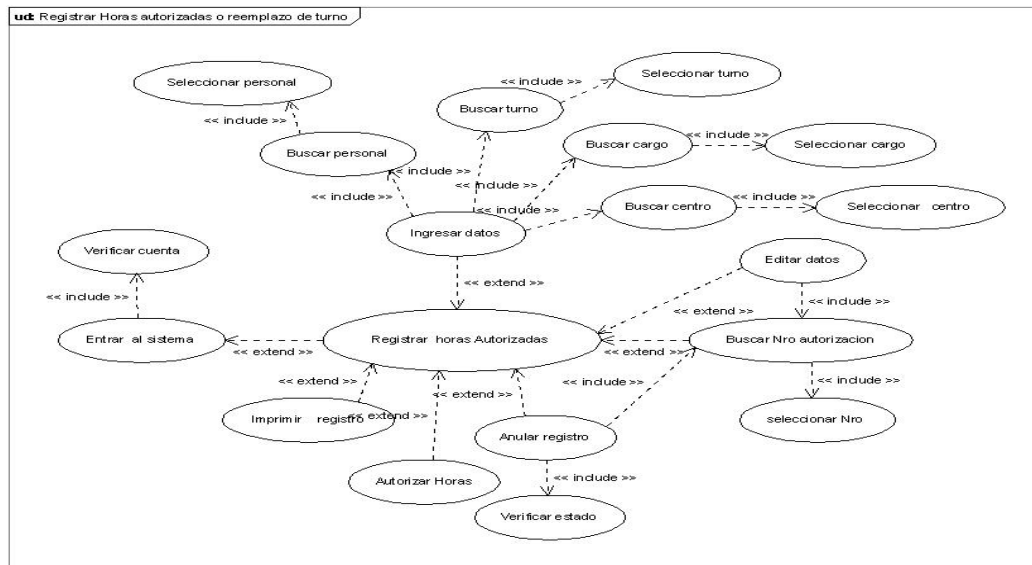 ud: Registrar Horas autorizadas o reemplazo de turno
Seleccionar personal
<< include >>
Buscar personal
<< include >>
Buscar turno
<< include >>
Seleccionar turno
<< include >>
Buscar cargo
<< include >>
Seleccionar cargo
<< include >>
Buscar centro
<< include >>
Seleccionar centro
<< include >>
Ingresar datos
<< extend >>
Verificar cuenta
<< include >>
Entrar al sistema
<< extend >>
Registrar horas Autorizadas
Editar datos
<< extend >>
<< include >>
Buscar Nro autorizacion
<< extend >>
<< include >>
seleccionar Nro
<< extend >>
Imprimir registro
<< extend >>
Autorizar Horas
<< extend >>
<< include >>
Anular registro
<< include >>
Verificar estado